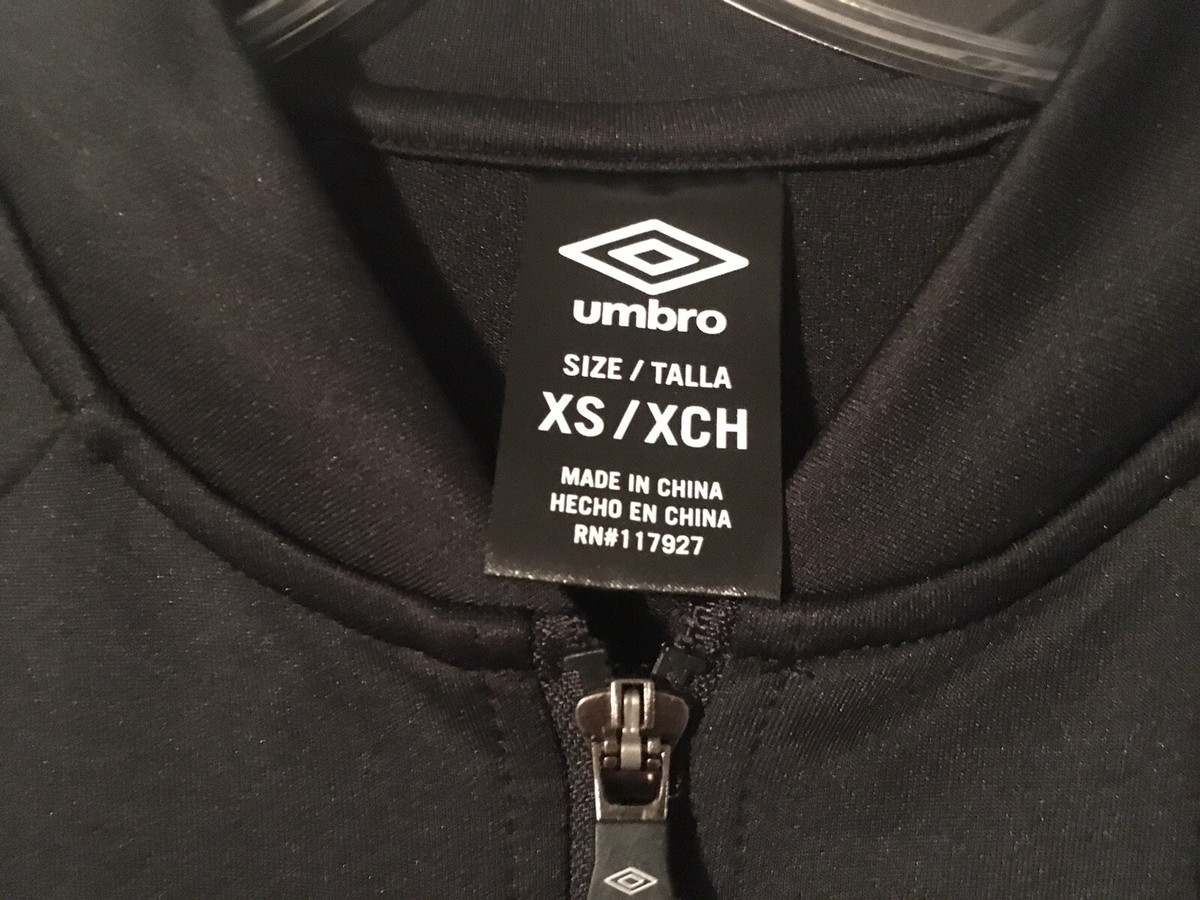 umbro
SIZE / TALLA
XS / XCH
MADE IN CHINA
HECHO EN CHINA
RN#117927